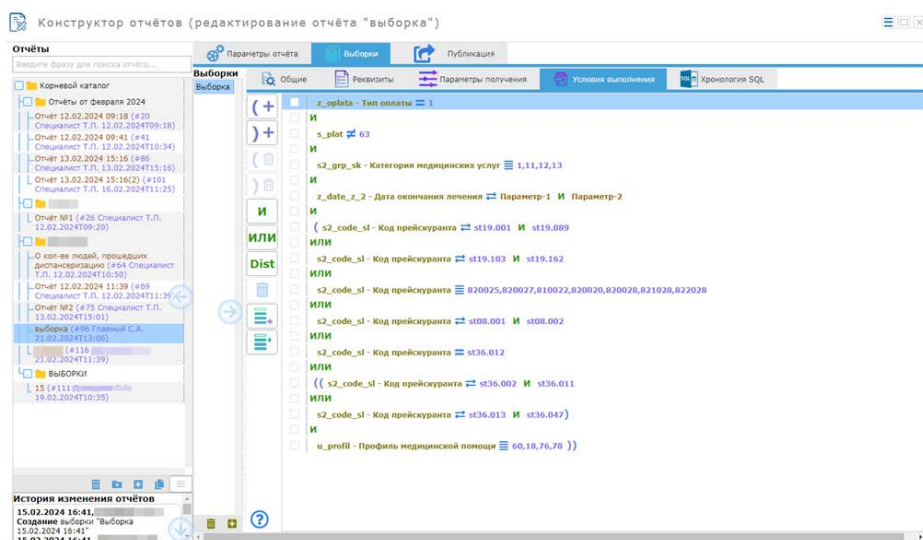 Конструктор отчётов (редактирование отчёта "выборка")
Отчёты
Введите фразу для поиска отчёта...
Корневой каталог
Отчёты от февраля 2024
Отчёт 12.02.2024 09:18 (#20
Специалист Т.П. 12.02.2024T09:18)
Отчёт 12.02.2024 09:41 (#41
Специалист Т.П. 12.02.2024T10:34)
Отчёт 13.02.2024 15:16 (#86
Специалист Т.П. 13.02.2024T15:16)
Отчёт 13.02.2024 15:16(2) (#101
Специалист Т.П. 16.02.2024T11:25)
Отчёт №1 (#26 Специалист Т.П.
12.02.2024T09:20)
О кол-ве людей, прошедших
диспансеризацию (#64 Специалист
Т.П. 12.02.2024T10:50)
Отчёт 12.02.2024 11:39 (#69
Специалист Т.П. 12.02.2024T11:39)
Отчёт №2 (#75 Специалист Т.П.
13.02.2024T15:01)
выборка (#96 Главный С.А.
21.02.2024T13:06)
(#116
21.02.2024T11:39)
ВЫБОРКИ
15 (#111
19.02.2024T10:35)
История изменения отчётов
15.02.2024 16:41,
Создание выборки "Выборка
15.02.2024 16:41"
15.02.2024 16:41
Параметры отчёта
Выборки
Публикация
Выборки
Выборка
Общие
Реквизиты
Параметры получения
Условия выполнения
SQL Хронология SQL
( +
) +
(
)
И
ИЛИ
Dist
z_oplata - Тип оплаты = 1
И
s_plat ≠ 63
И
s2_grp_sk - Категория медицинских услуг 1,11,12,13
И
z_date_z_2 - Дата окончания лечения Параметр-1 И Параметр-2
И
( s2_code_sl - Код прейскуранта st19.001 И st19.089
ИЛИ
s2_code_sl - Код прейскуранта st19.103 И st19.162
ИЛИ
s2_code_sl - Код прейскуранта 820025,820027,810022,820020,820028,821028,822028
ИЛИ
s2_code_sl - Код прейскуранта st08.001 И st08.002
ИЛИ
s2_code_sl - Код прейскуранта = st36.012
ИЛИ
(( s2_code_sl - Код прейскуранта st36.002 И st36.011
ИЛИ
s2_code_sl - Код прейскуранта st36.013 И st36.047)
И
u_profil - Профиль медицинской помощи 60,18,76,78 ))